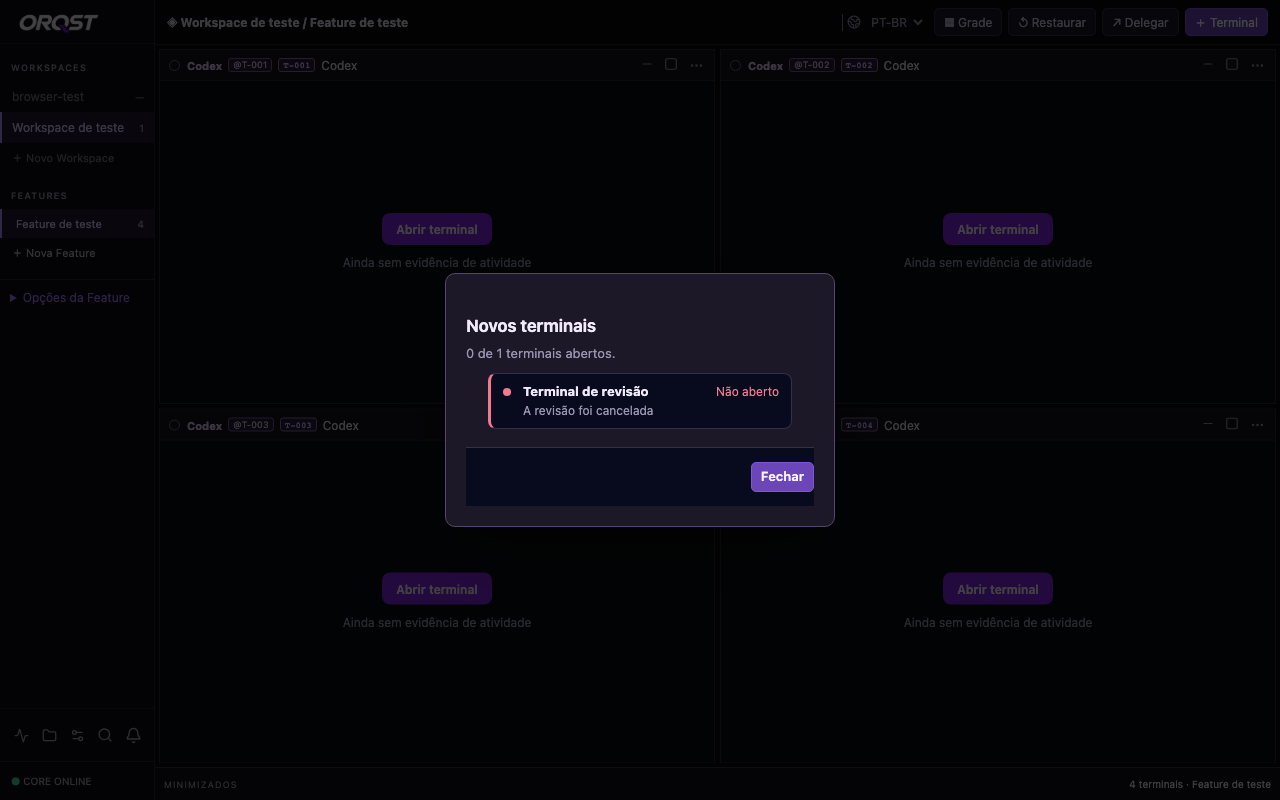 ORQST
◈ Workspace de teste / Feature de teste
PT-BR
Grade
Restaurar
Delegar
+ Terminal
WORKSPACES
browser-test
Workspace de teste 1
+ Novo Workspace
FEATURES
Feature de teste 4
+ Nova Feature
Opções da Feature
Codex @T-001 T-001 Codex
Codex @T-002 T-002 Codex
Abrir terminal
Ainda sem evidência de atividade
Abrir terminal
Ainda sem evidência de atividade
Novos terminais
0 de 1 terminais abertos.
Terminal de revisão Não aberto
A revisão foi cancelada
Fechar
Codex @T-003 T-003 Codex
T-004 Codex
Abrir terminal
Ainda sem evidência de atividade
Abrir terminal
Ainda sem evidência de atividade
CORE ONLINE
MINIMIZADOS
4 terminais · Feature de teste